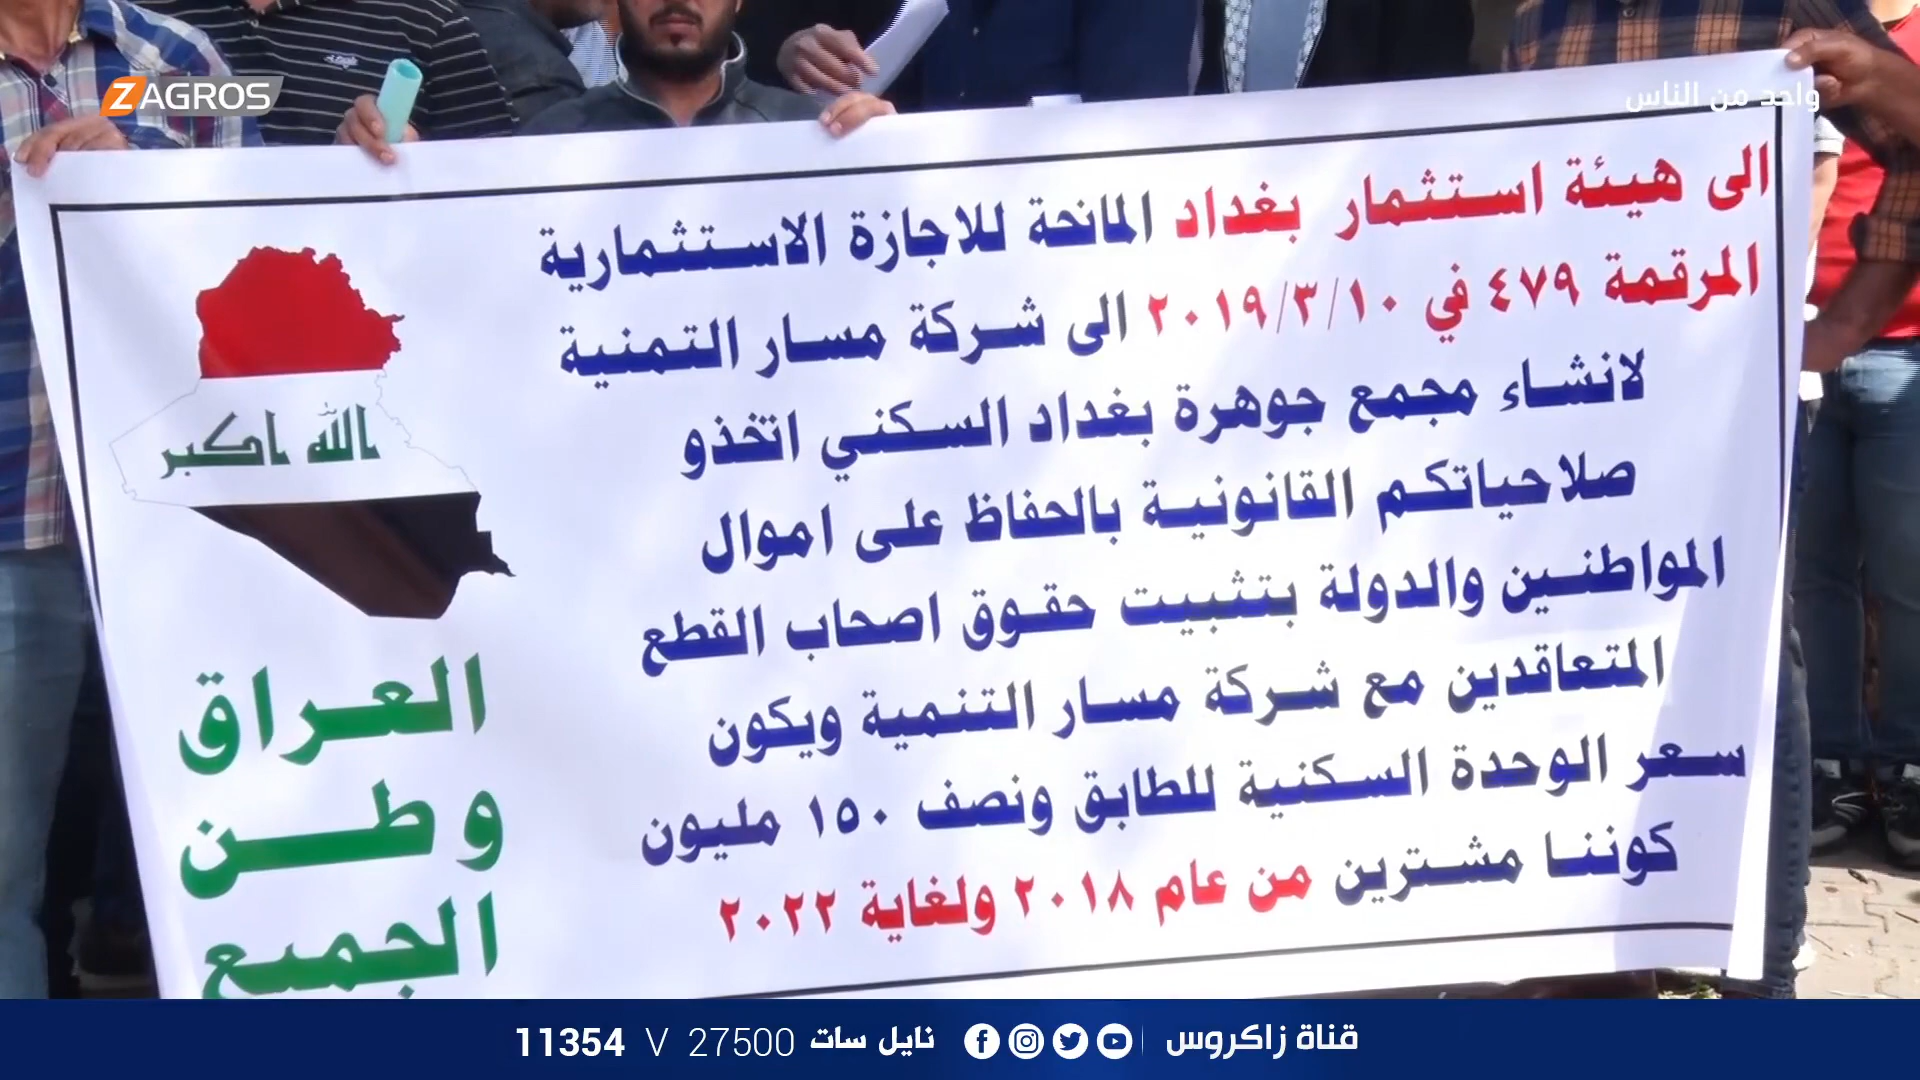 ZAGROS
واحد من الناس
الى هيئة استثمار بغداد المانحة للاجازة الاستثمارية
المرقمة ٤٧٩ في ٢٠١٩/٣/١٠ الى شركة مسار التمنية
لانشاء مجمع جوهرة بغداد السكني اتخذو
صلاحياتكم القانونية بالحفاظ على اموال
المواطنين والدولة بتثبيت حقوق اصحاب القطع
المتعاقدين مع شركة مسار التنمية ويكون
سعر الوحدة السكنية للطابق ونصف ١٥٠ مليون
كوننا مشترين من عام ٢٠١٨ ولغاية ٢٠٢٢
الله اكبر
العراق
وطن
الجميع
قناة زاكروس
نايل سات 27500 V 11354